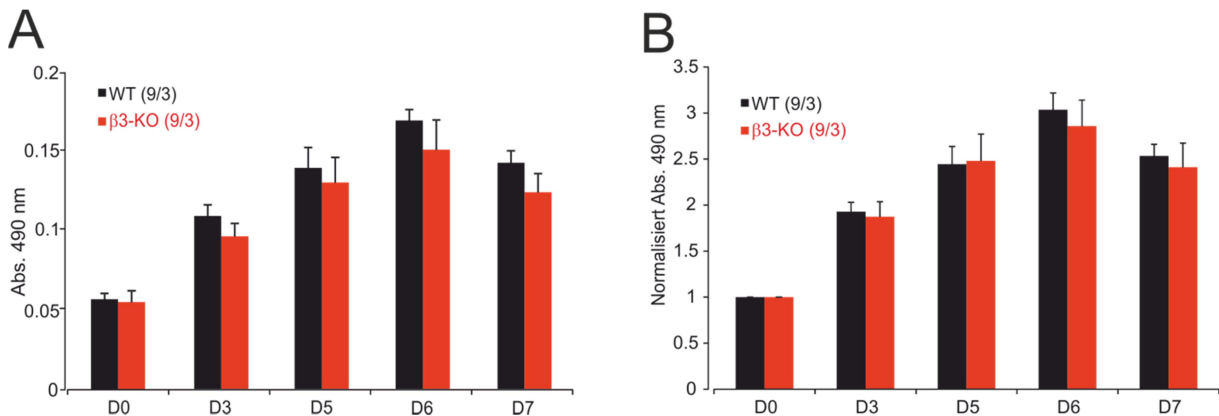 A
Abs. 490 nm
0.2
0.15
0.1
0.05
0
WT (9/3)
β3-KO (9/3)
D0 D3 D5 D6 D7
B
Normalisiert Abs. 490 nm
3.5
3
2.5
2
1.5
1
0.5
0
WT (9/3)
β3-KO (9/3)
D0 D3 D5 D6 D7